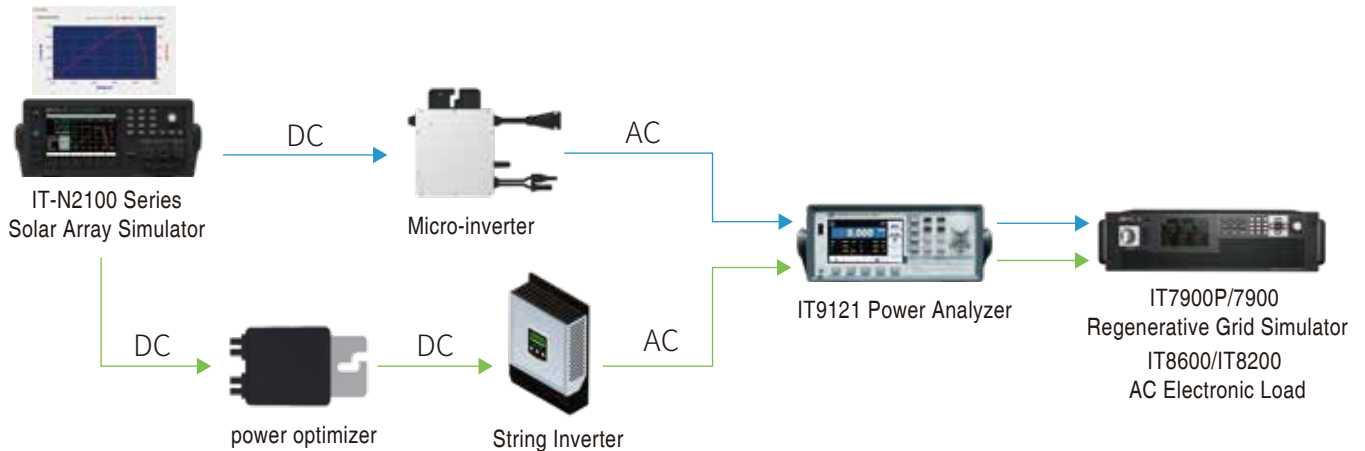 DC
AC
IT-N2100 Series
Solar Array Simulator
Micro-inverter
IT9121 Power Analyzer
IT7900P/7900
Regenerative Grid Simulator
IT8600/IT8200
AC Electronic Load
DC
DC
AC
power optimizer
String Inverter